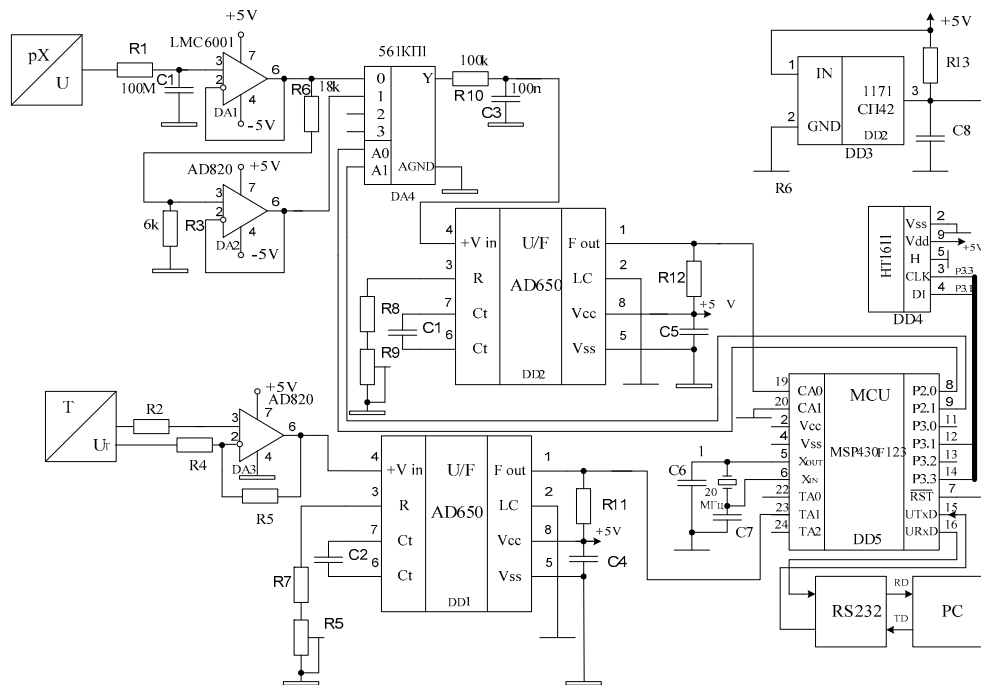 pX
U
R1
100M
C1
LMC6001
+5V
3
2
7
6
4
DA1
-5V
R6
18k
561КП1
0
1
2
3
A0
A1
Y
AGND
DA4
100k
R10
100n
C3
AD820
+5V
3
2
7
6
4
DA2
-5V
R3
6k
+5V
R13
1
IN
2
GND
1171
СП42
DD2
3
DD3
C8
R6
HT1611
Vss
2
Vdd
9
+5V
H
5
CLK
3
P3.3
DI
4
P3.1
DD4
4
+V in
3
R
7
Ct
6
Ct
U/F
AD650
F out
1
LC
2
Vcc
8
Vss
5
DD2
R8
R9
C1
R12
+5 V
C5
T
Uт
R2
R4
+5V
AD820
3
2
7
6
4
DA3
R5
4
+V in
3
R
7
Ct
6
Ct
U/F
AD650
F out
1
LC
2
Vcc
8
Vss
5
DD1
C2
R7
R5
R11
+5V
C4
C6
1
20
МГц
C7
MCU
MSP430F123
19
CA0
20
CA1
2
Vcc
4
Vss
5
XOUT
6
XIN
22
TA0
23
TA1
24
TA2
P2.0
8
P2.1
9
P3.0
11
P3.1
12
P3.2
13
P3.3
14
RST
7
UTxD
15
URxD
16
DD5
RS232
RD
TD
PC